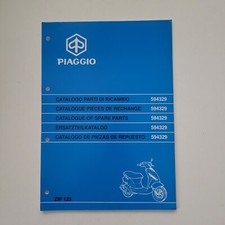 PIAGGIO
CATALOGO PARTI DI RICAMBIO 594329
CATALOGUE PIECES DE RECHANGE 594329
CATALOGUE OF SPARE PARTS 594329
ERSATZTEILKATALOG 594329
CATALOGO DE PIEZAS DE REPUESTO 594329
ZIP 125